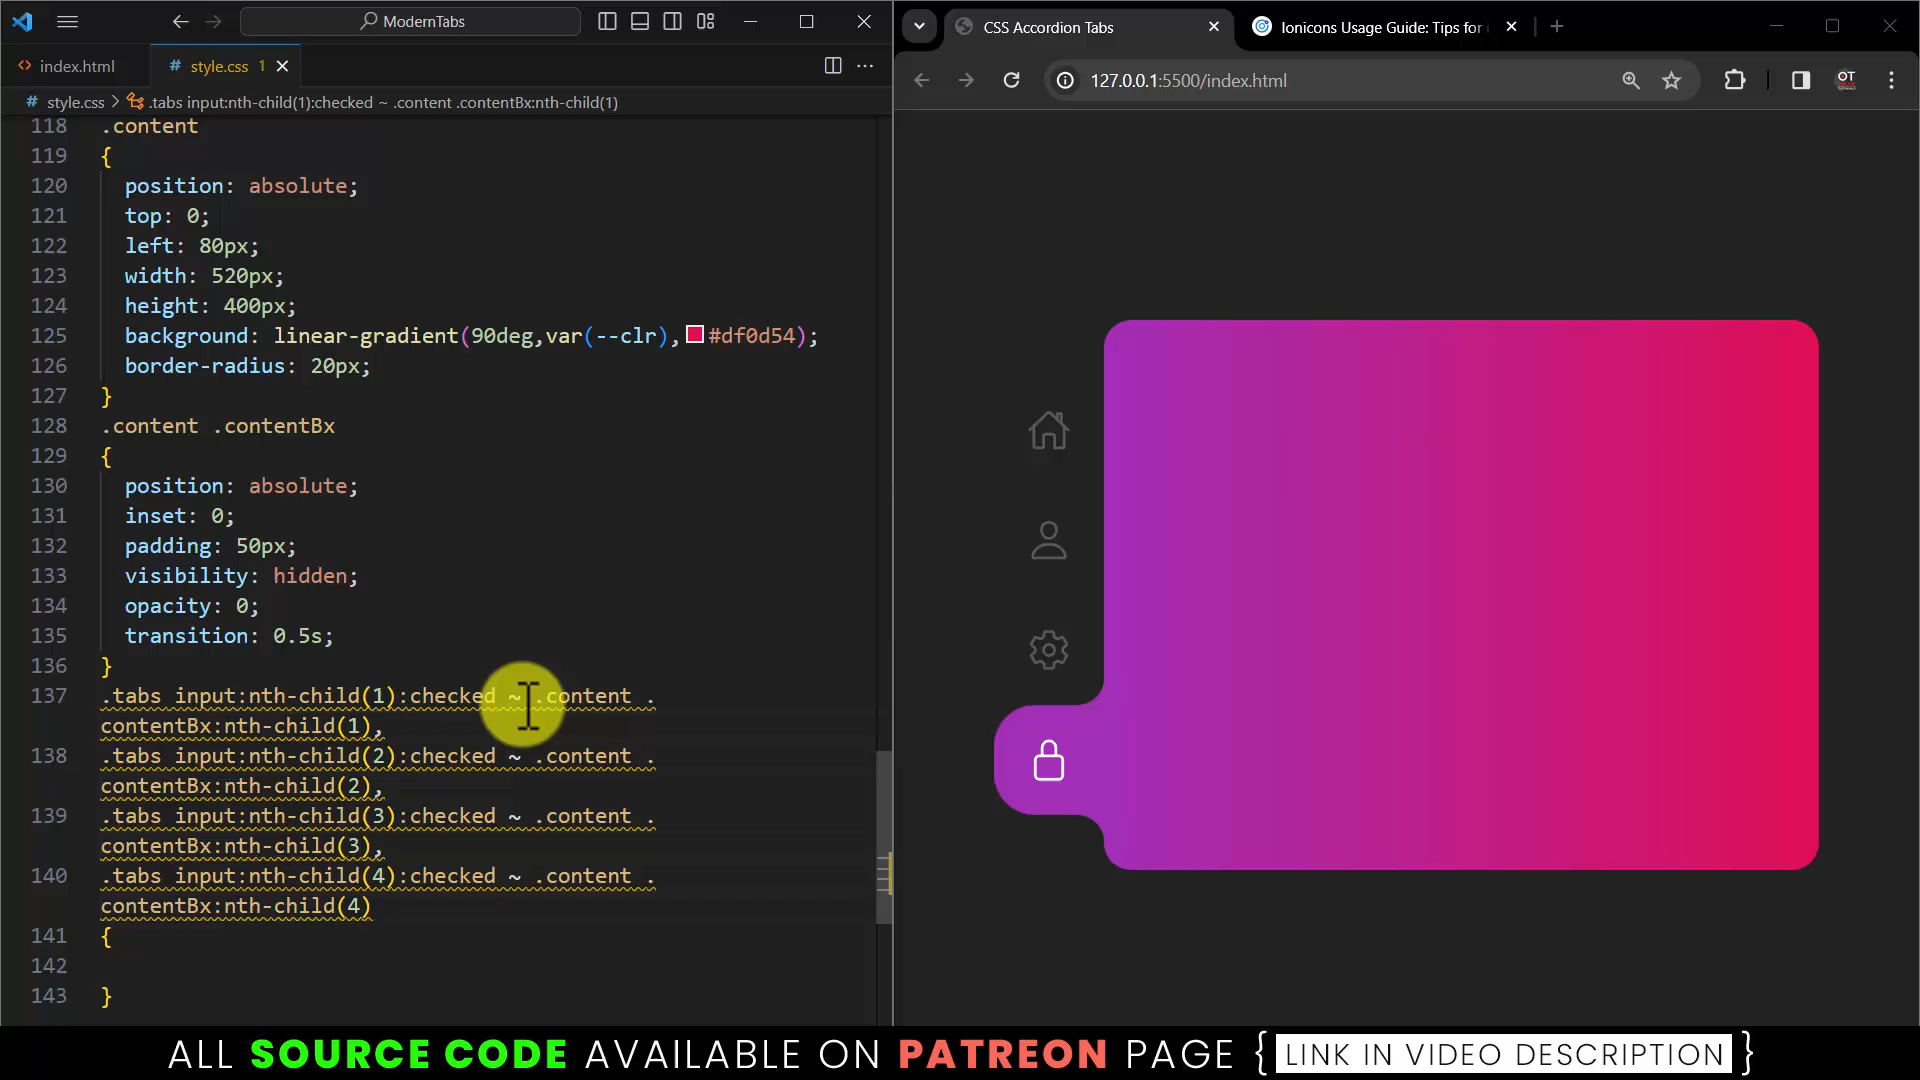 ModernTabs
index.html
# style.css 1
# style.css > .tabs input:nth-child(1):checked ~ .content .contentBx:nth-child(1)
118 .content
119 {
120 position: absolute;
121 top: 0;
122 left: 80px;
123 width: 520px;
124 height: 400px;
125 background: linear-gradient(90deg,var(--clr),#df0d54);
126 border-radius: 20px;
127 }
128 .content .contentBx
129 {
130 position: absolute;
131 inset: 0;
132 padding: 50px;
133 visibility: hidden;
134 opacity: 0;
135 transition: 0.5s;
136 }
137 .tabs input:nth-child(1):checked ~ .content .
contentBx:nth-child(1),
138 .tabs input:nth-child(2):checked ~ .content .
contentBx:nth-child(2),
139 .tabs input:nth-child(3):checked ~ .content .
contentBx:nth-child(3),
140 .tabs input:nth-child(4):checked ~ .content .
contentBx:nth-child(4)
141 {
142
143 }
CSS Accordion Tabs
Ionicons Usage Guide: Tips for
127.0.0.1:5500/index.html
OT
ALL SOURCE CODE AVAILABLE ON PATREON PAGE { LINK IN VIDEO DESCRIPTION }